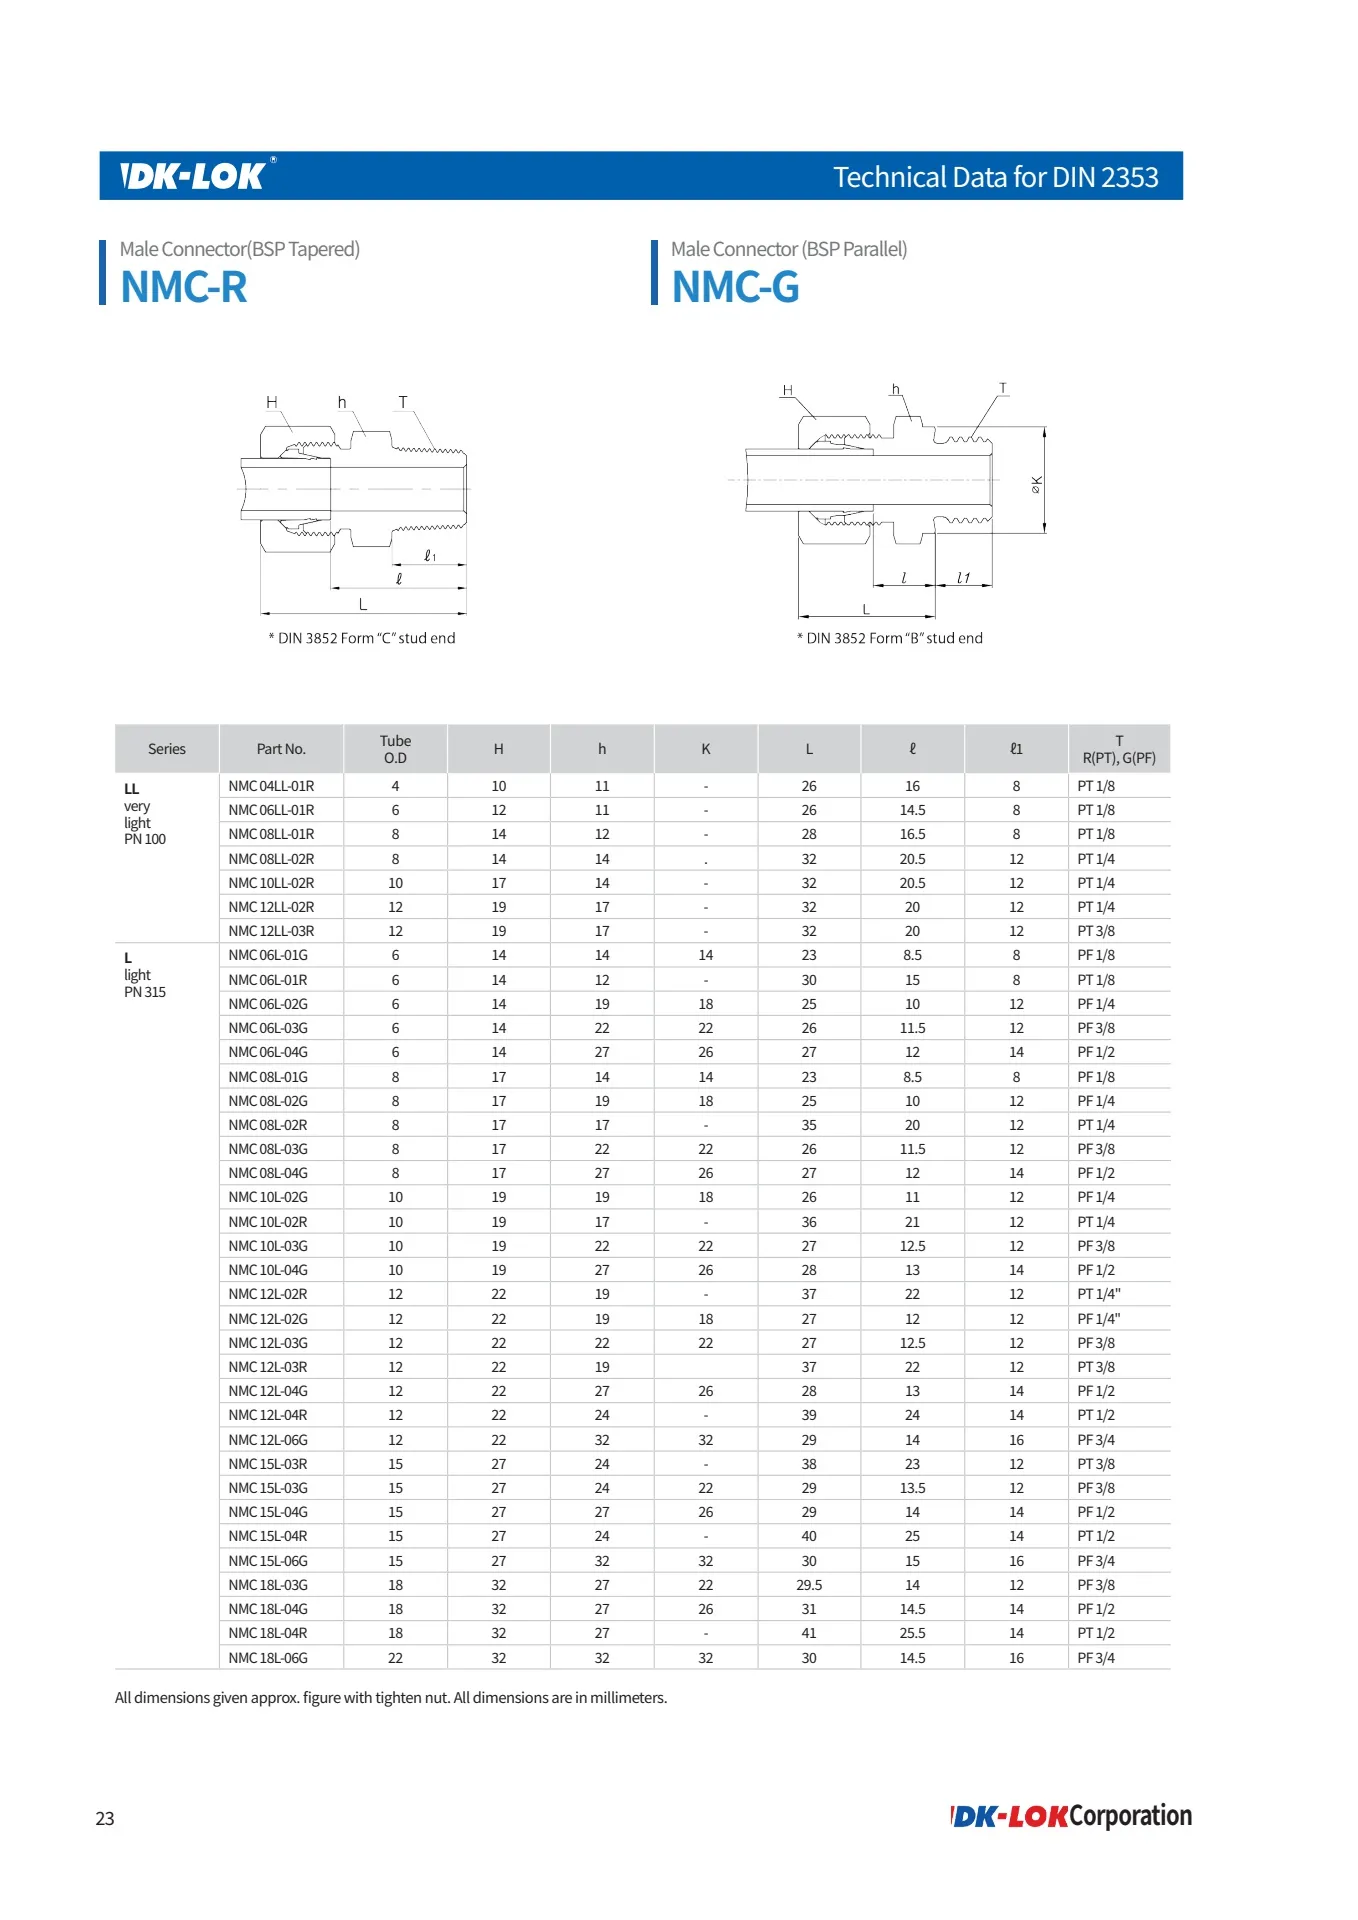 DK-LOK®
Technical Data for DIN 2353
Male Connector(BSP Tapered)
NMC-R
Male Connector (BSP Parallel)
NMC-G
H h T
ℓ1
ℓ
L
* DIN 3852 Form "C" stud end
H h T
øK
l l1
L
* DIN 3852 Form "B" stud end
Series Part No. Tube O.D H h K L ℓ ℓ1 T R(PT), G(PF)
LL
very
light
PN 100
NMC 04LL-01R 4 10 11 - 26 16 8 PT 1/8
NMC 06LL-01R 6 12 11 - 26 14.5 8 PT 1/8
NMC 08LL-01R 8 14 12 - 28 16.5 8 PT 1/8
NMC 08LL-02R 8 14 14 . 32 20.5 12 PT 1/4
NMC 10LL-02R 10 17 14 - 32 20.5 12 PT 1/4
NMC 12LL-02R 12 19 17 - 32 20 12 PT 1/4
NMC 12LL-03R 12 19 17 - 32 20 12 PT 3/8
L
light
PN 315
NMC 06L-01G 6 14 14 14 23 8.5 8 PF 1/8
NMC 06L-01R 6 14 12 - 30 15 8 PT 1/8
NMC 06L-02G 6 14 19 18 25 10 12 PF 1/4
NMC 06L-03G 6 14 22 22 26 11.5 12 PF 3/8
NMC 06L-04G 6 14 27 26 27 12 14 PF 1/2
NMC 08L-01G 8 17 14 14 23 8.5 8 PF 1/8
NMC 08L-02G 8 17 19 18 25 10 12 PF 1/4
NMC 08L-02R 8 17 17 - 35 20 12 PT 1/4
NMC 08L-03G 8 17 22 22 26 11.5 12 PF 3/8
NMC 08L-04G 8 17 27 26 27 12 14 PF 1/2
NMC 10L-02G 10 19 19 18 26 11 12 PF 1/4
NMC 10L-02R 10 19 17 - 36 21 12 PT 1/4
NMC 10L-03G 10 19 22 22 27 12.5 12 PF 3/8
NMC 10L-04G 10 19 27 26 28 13 14 PF 1/2
NMC 12L-02R 12 22 19 - 37 22 12 PT 1/4"
NMC 12L-02G 12 22 19 18 27 12 12 PF 1/4"
NMC 12L-03G 12 22 22 22 27 12.5 12 PF 3/8
NMC 12L-03R 12 22 19 37 22 12 PT 3/8
NMC 12L-04G 12 22 27 26 28 13 14 PF 1/2
NMC 12L-04R 12 22 24 - 39 24 14 PT 1/2
NMC 12L-06G 12 22 32 32 29 14 16 PF 3/4
NMC 15L-03R 15 27 24 - 38 23 12 PT 3/8
NMC 15L-03G 15 27 24 22 29 13.5 12 PF 3/8
NMC 15L-04G 15 27 27 26 29 14 14 PF 1/2
NMC 15L-04R 15 27 24 - 40 25 14 PT 1/2
NMC 15L-06G 15 27 32 32 30 15 16 PF 3/4
NMC 18L-03G 18 32 27 22 29.5 14 12 PF 3/8
NMC 18L-04G 18 32 27 26 31 14.5 14 PF 1/2
NMC 18L-04R 18 32 27 - 41 25.5 14 PT 1/2
NMC 18L-06G 22 32 32 32 30 14.5 16 PF 3/4
All dimensions given approx. figure with tighten nut. All dimensions are in millimeters.
23
DK-LOK Corporation